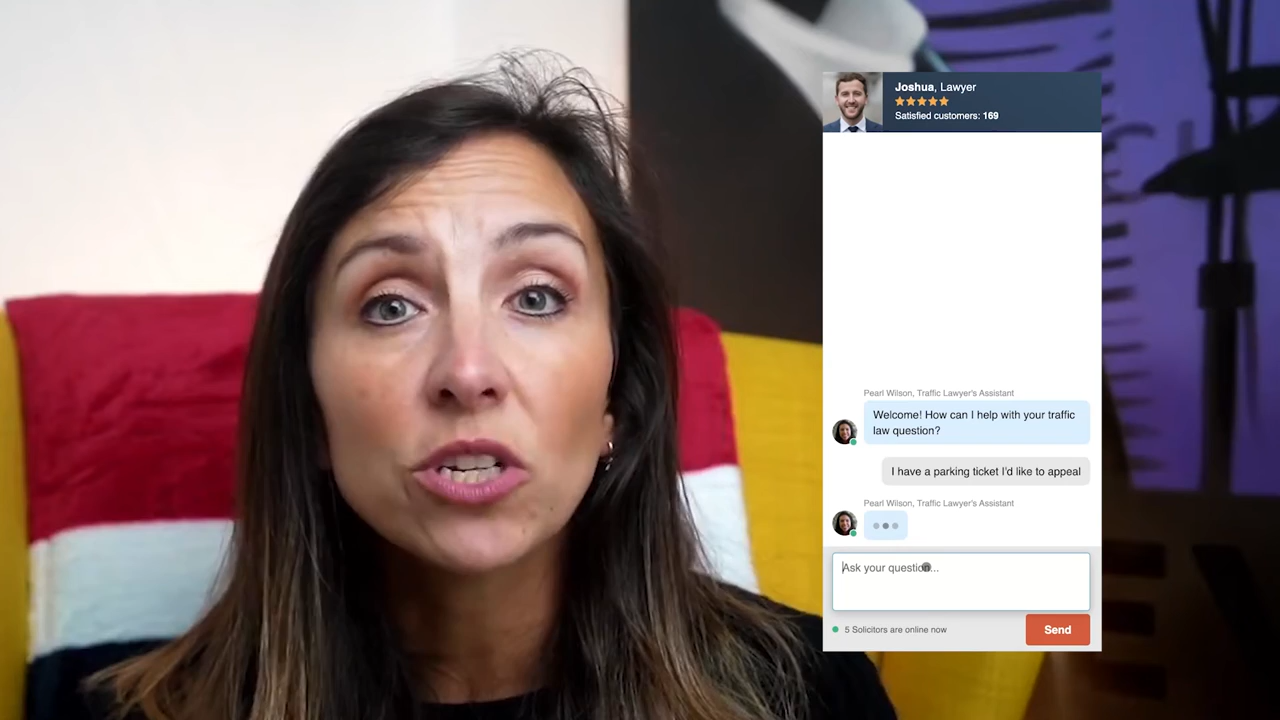 Joshua, Lawyer
Satisfied customers: 169
Pearl Wilson, Traffic Lawyer's Assistant
Welcome! How can I help with your traffic
law question?
I have a parking ticket I'd like to appeal
Pearl Wilson, Traffic Lawyer's Assistant
Ask your question...
5 Solicitors are online now
Send